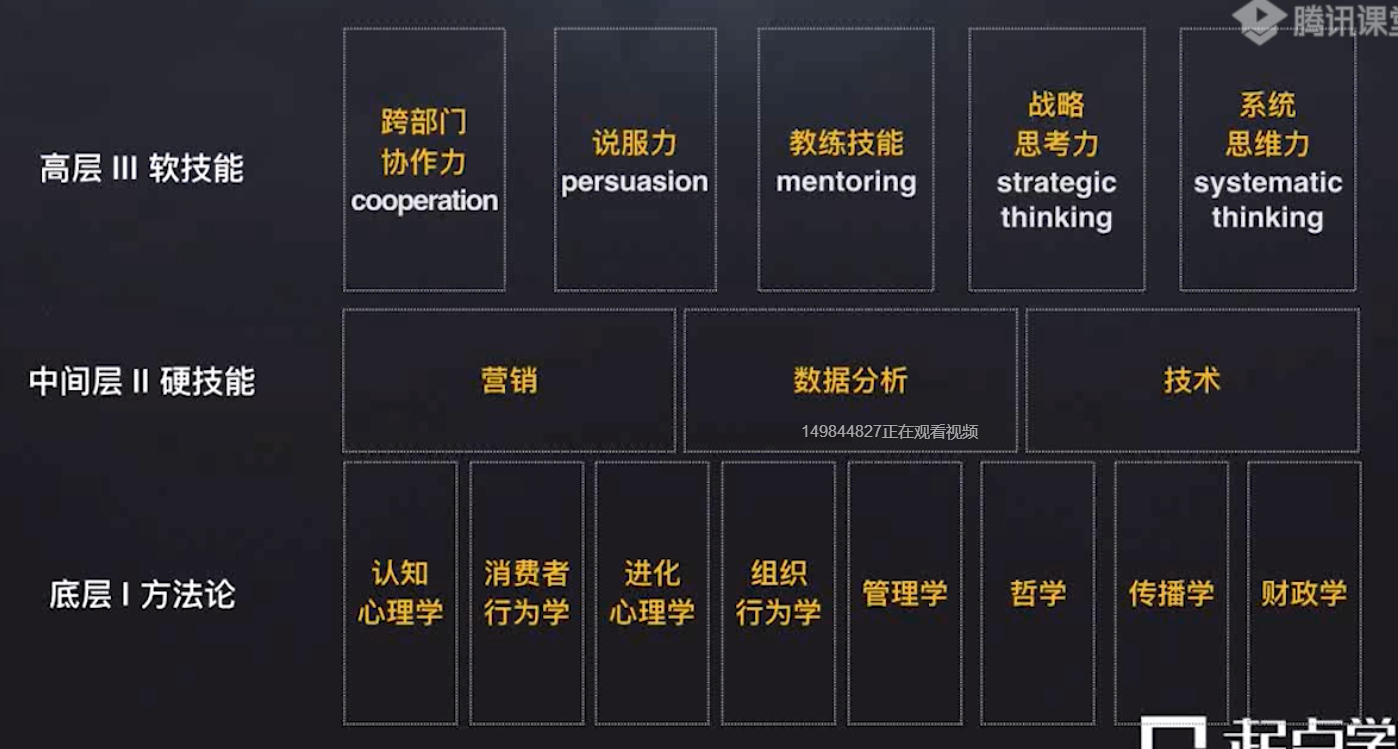 腾讯课堂
高层 III 软技能
跨部门
协作力
cooperation
说服力
persuasion
教练技能
mentoring
战略
思考力
strategic
thinking
系统
思维力
systematic
thinking
中间层 II 硬技能
营销
数据分析
技术
149844827正在观看视频
底层 I 方法论
认知
心理学
消费者
行为学
进化
心理学
组织
行为学
管理学
哲学
传播学
财政学
起点学